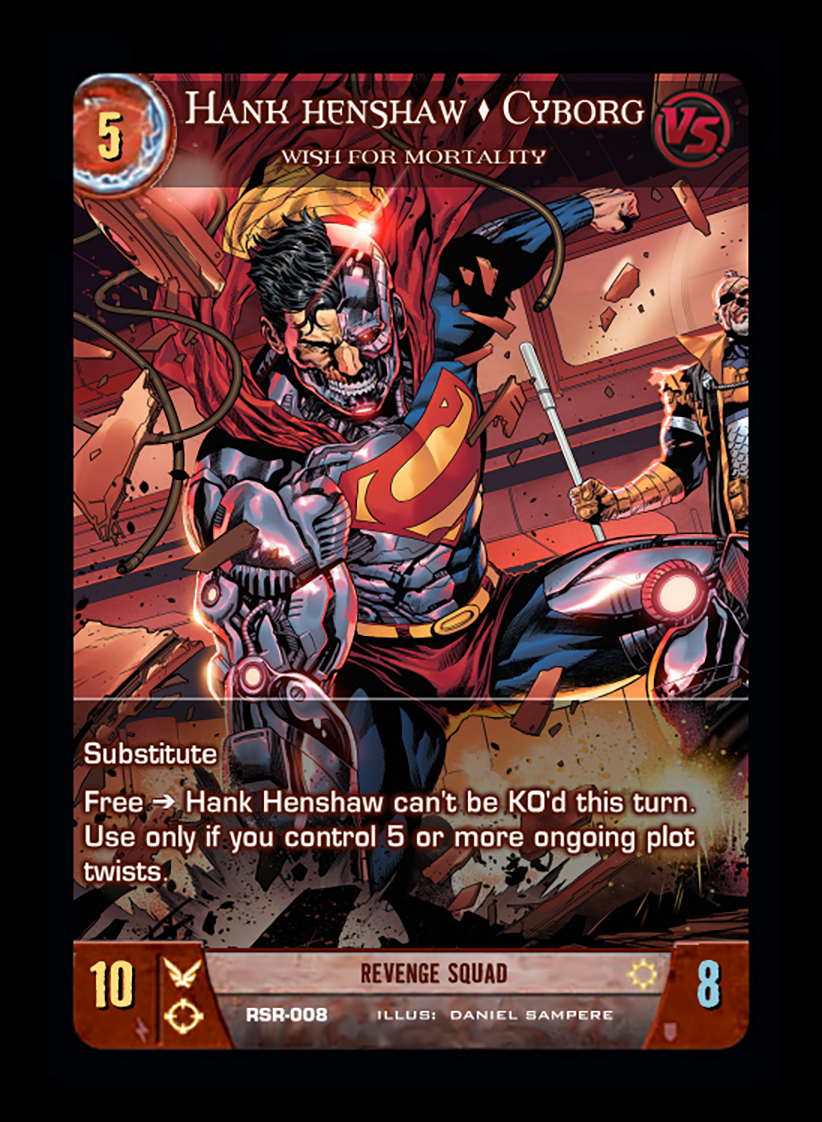 5
Hank henshaw ♦ Cyborg
VS.
WISH FOR MORTALITY
Substitute
Free ➔ Hank Henshaw can't be KO'd this turn.
Use only if you control 5 or more ongoing plot
twists.
10
REVENGE SQUAD
8
RSR-008 ILLUS: DANIEL SAMPERE